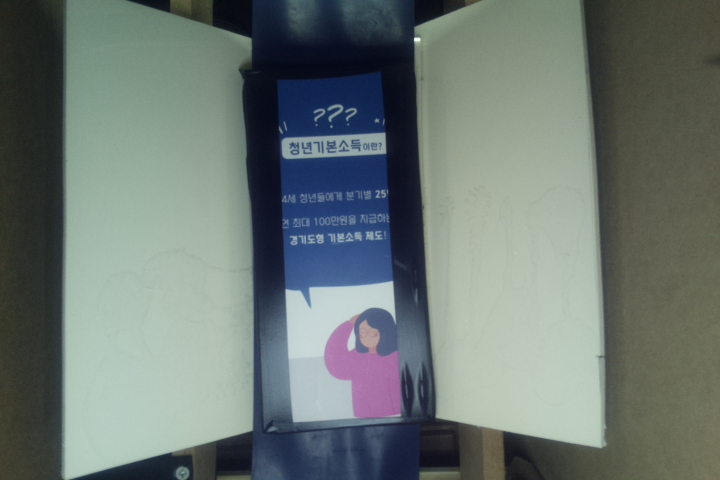 ???
청년기본소득이란?
4세 청년들에게 분기별 25
최대 100만원을 지급하는
경기도형 기본소득 제도!